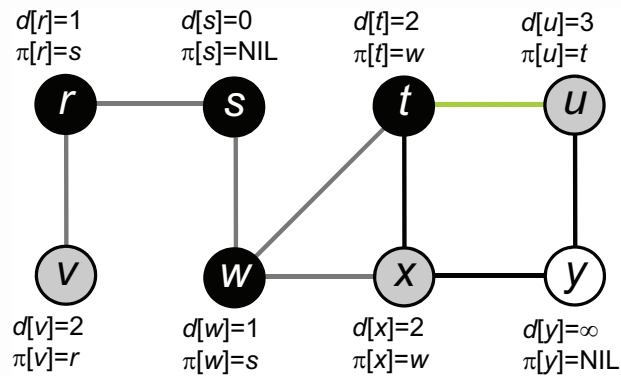 d[r]=1 d[s]=0 d[t]=2 d[u]=3
π[r]=s π[s]=NIL π[t]=w π[u]=t
r s t u
v w x y
d[v]=2 d[w]=1 d[x]=2 d[y]=∞
π[v]=r π[w]=s π[x]=w π[y]=NIL